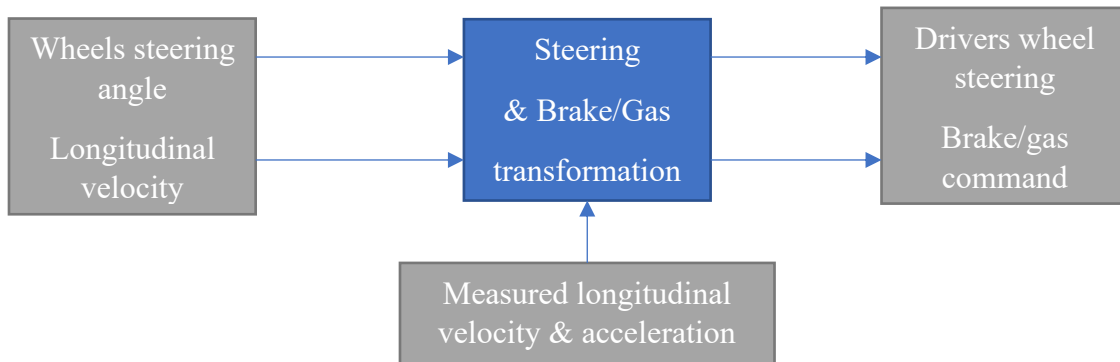 Wheels steering
angle
Longitudinal
velocity
Steering
& Brake/Gas
transformation
Drivers wheel
steering
Brake/gas
command
Measured longitudinal
velocity & acceleration